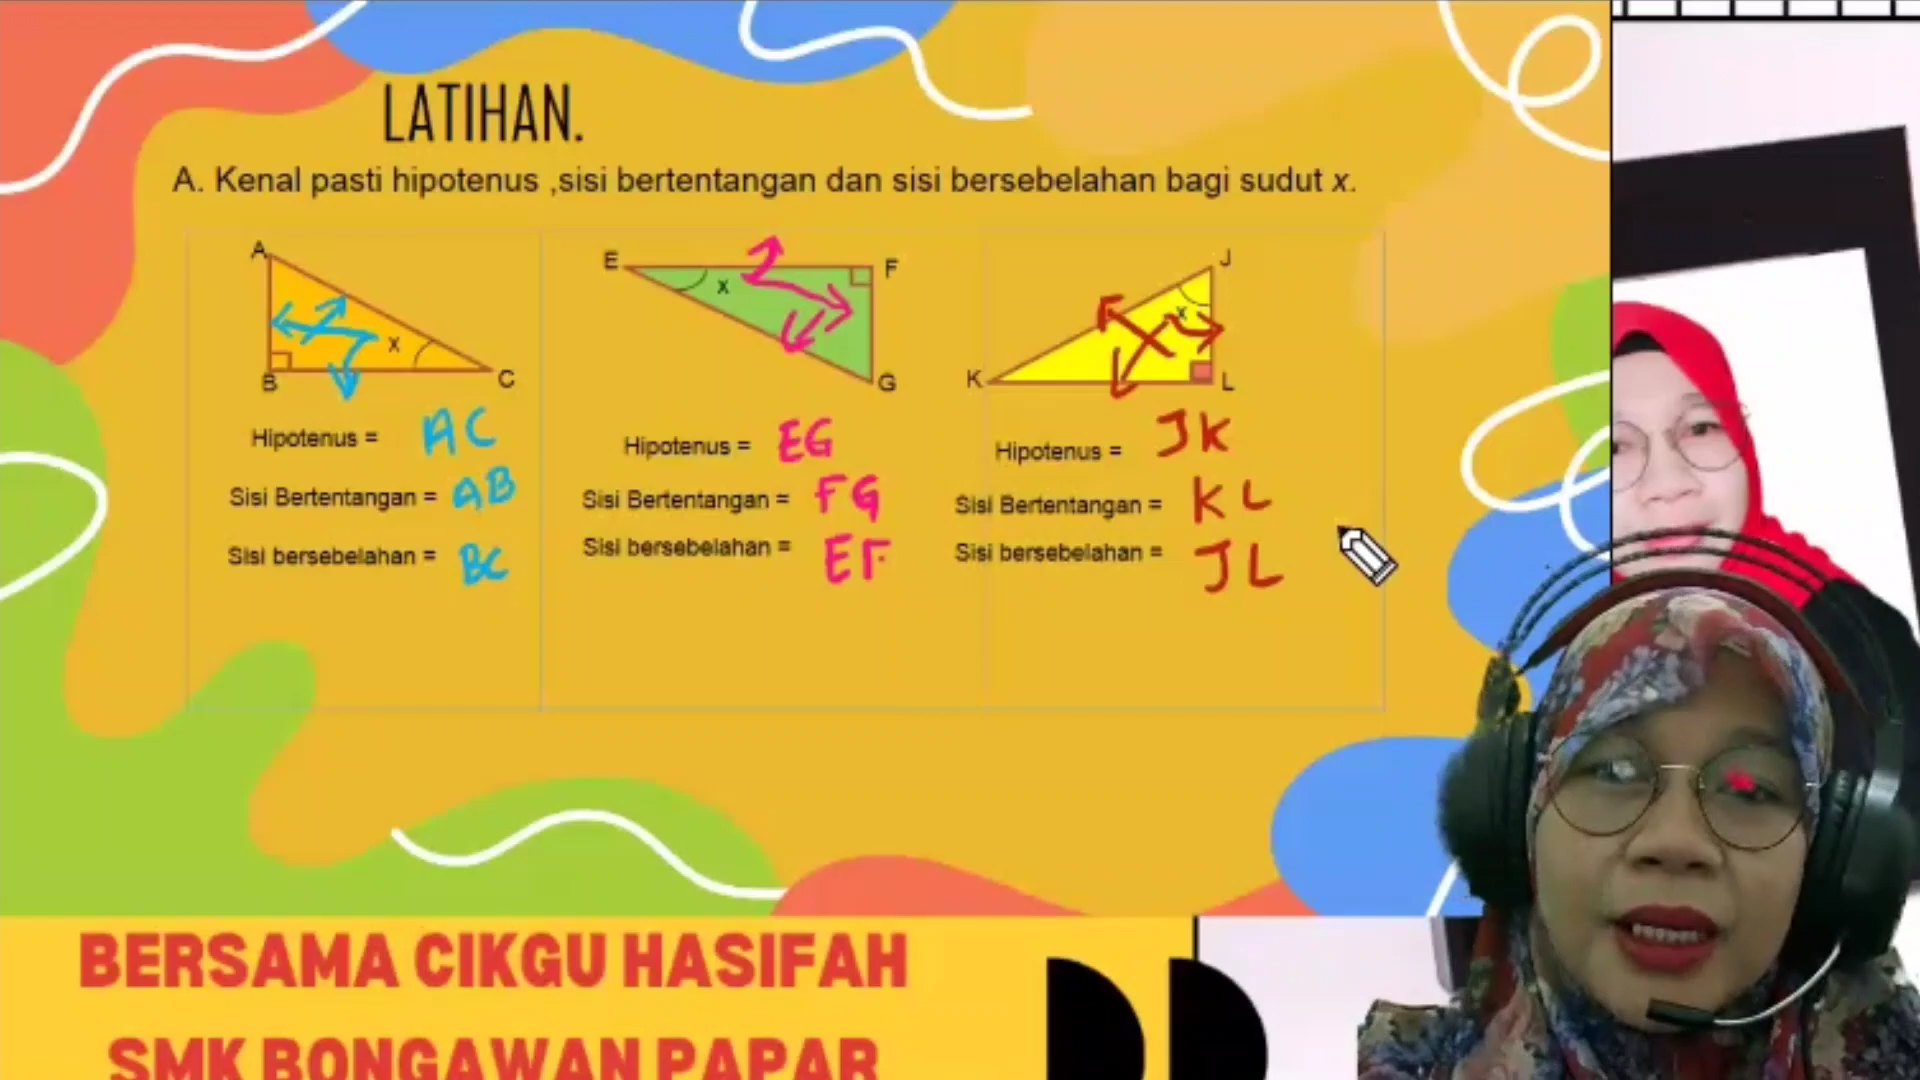 LATIHAN.
A. Kenal pasti hipotenus ,sisi bertentangan dan sisi bersebelahan bagi sudut x.
A
x
B
C
Hipotenus = AC
Sisi Bertentangan = AB
Sisi bersebelahan = BC
E
F
x
G
Hipotenus = EG
Sisi Bertentangan = FG
Sisi bersebelahan = EF
J
x
K
L
Hipotenus = JK
Sisi Bertentangan = KL
Sisi bersebelahan = JL
BERSAMA CIKGU HASIFAH
SMK BONGAWAN PAPAR